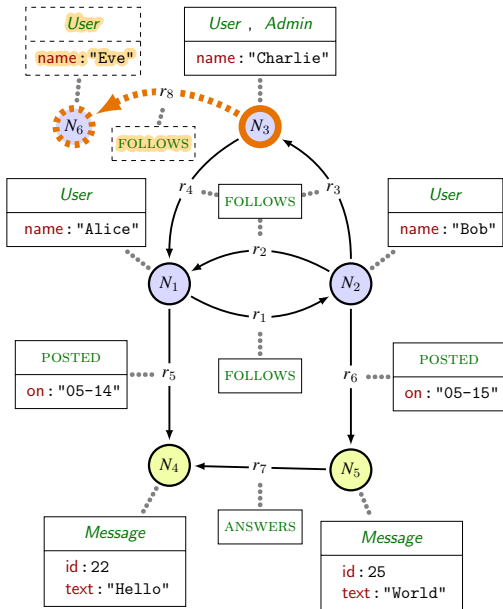 User
name : "Eve"
User , Admin
name : "Charlie"
N6
r8
N3
FOLLOWS
r4
r3
User
name : "Alice"
FOLLOWS
User
name : "Bob"
r2
N1
N2
r1
POSTED
on : "05-14"
r5
FOLLOWS
r6
POSTED
on : "05-15"
N4
r7
N5
Message
id : 22
text : "Hello"
ANSWERS
Message
id : 25
text : "World"